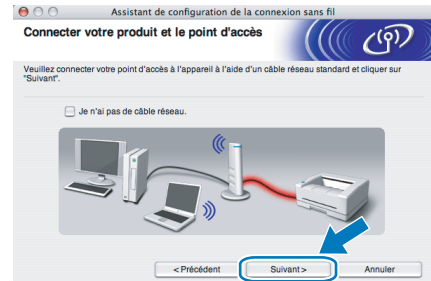 Assistant de configuration de la connexion sans fil
Connecter votre produit et le point d'accès
Veuillez connecter votre point d'accès à l'appareil à l'aide d'un câble réseau standard et cliquer sur
"Suivant".
Je n'ai pas de câble réseau.
< Précédent
Suivant >
Annuler